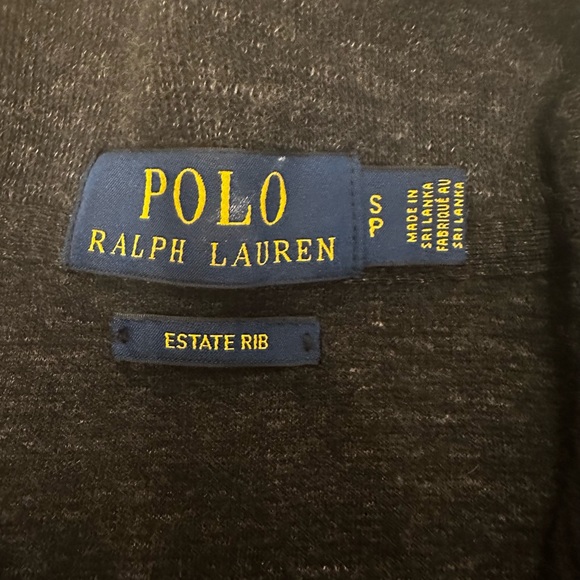 POLO
RALPH LAUREN
S
P
MADE IN
SRI LANKA
FABRIQUÉ AU
SRI LANKA
ESTATE RIB